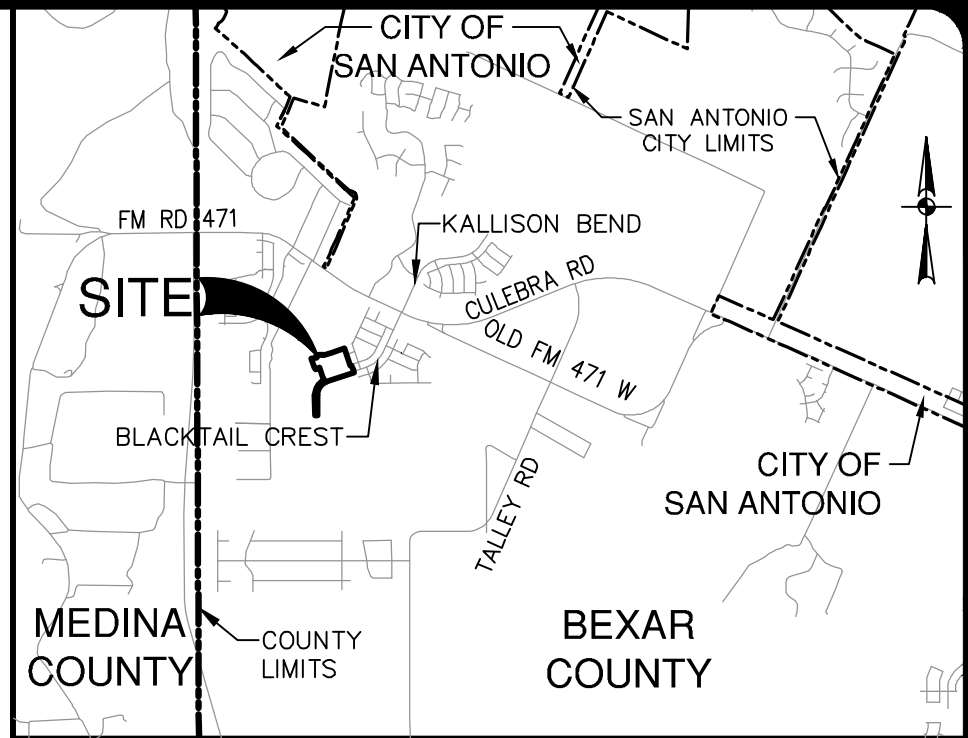 CITY OF
SAN ANTONIO
SAN ANTONIO
CITY LIMITS
FM RD 471
KALLISON BEND
SITE
CULEBRA RD
OLD FM 471 W
BLACKTAIL CREST
CITY OF
SAN ANTONIO
TALLEY RD
MEDINA
COUNTY
COUNTY
LIMITS
BEXAR
COUNTY